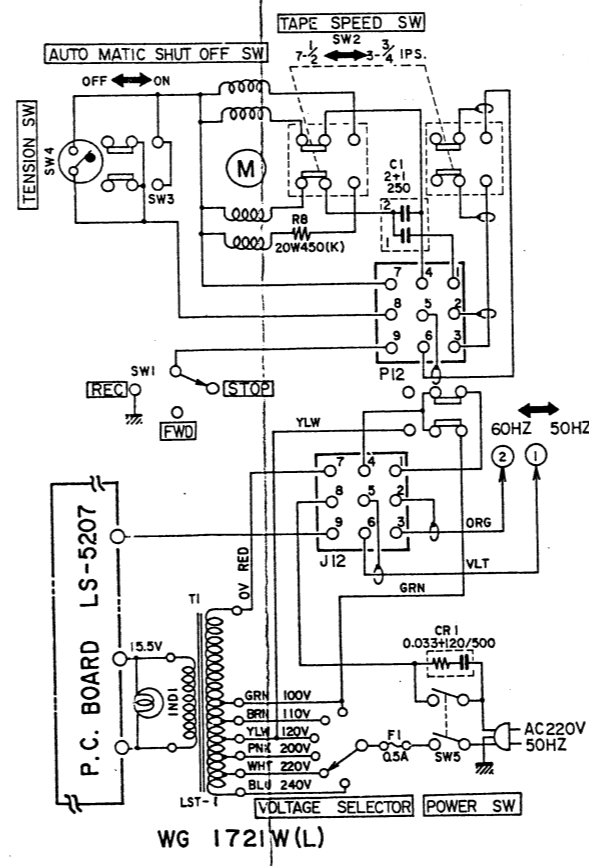 TAPE SPEED SW
SW2
7-1/2 3-3/4 IPS.
AUTO MATIC SHUT OFF SW
OFF ON
TENSION SW
SW4
SW3
M
C1
2+1
250
2
1
R8
20W450(K)
7 4 1
8 5 2
9 6 3
P12
SW1
REC
STOP
FWD
YLW
60HZ 50HZ
2 1
7 4 1
8 5 2
9 6 3
J12
ORG
VLT
GRN
P.C. BOARD LS-5207
0V RED
T1
15.5V
IND1
CR1
0.033+120/500
GRN 100V
BRN 110V
YLW 120V
PNK 200V
WHT 220V
BLU 240V
F1
0.5A
SW5
AC220V
50HZ
LST-1
VOLTAGE SELECTOR
POWER SW
WG 1721W(L)